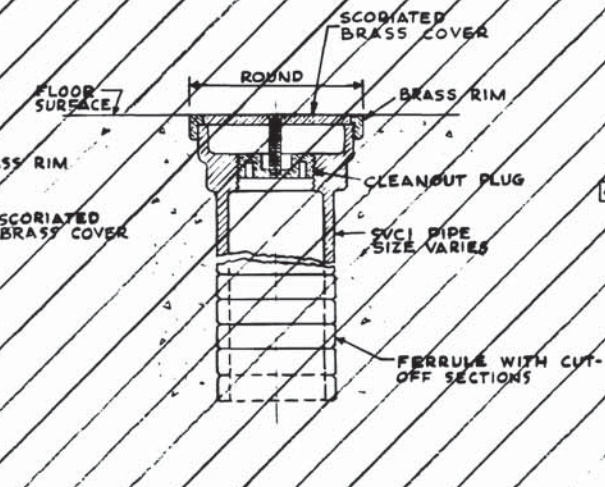 SCORIATED
BRASS COVER
ROUND
FLOOR
SURFACE
BRASS RIM
SS RIM
CLEANOUT PLUG
SCORIATED
BRASS COVER
SVCI PIPE
SIZE VARIES
FERRULE WITH CUT-
OFF SECTIONS